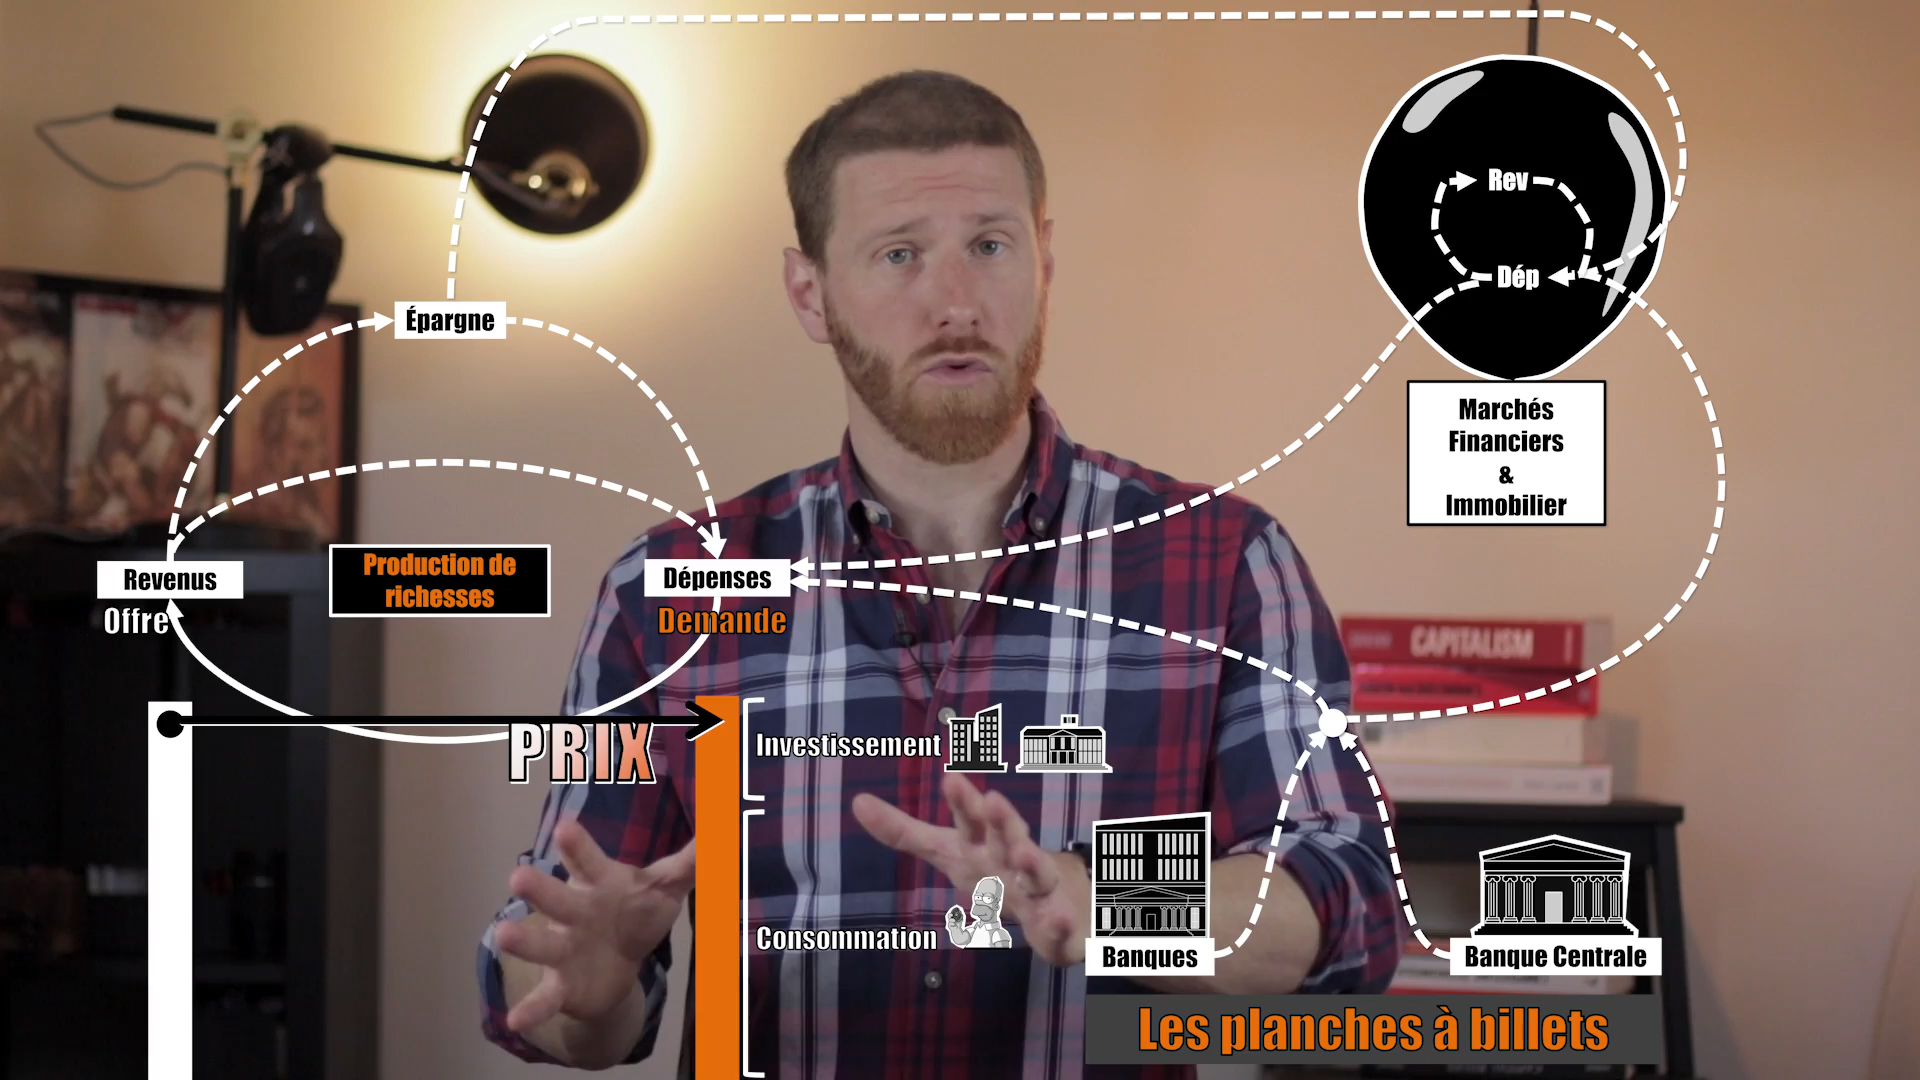 Rev
Dép
Épargne
Marchés
Financiers
&
Immobilier
Production de
richesses
Revenus
Offre
Dépenses
Demande
CAPITALISM
PRIX
Investissement
Consommation
Banques
Banque Centrale
Les planches à billets